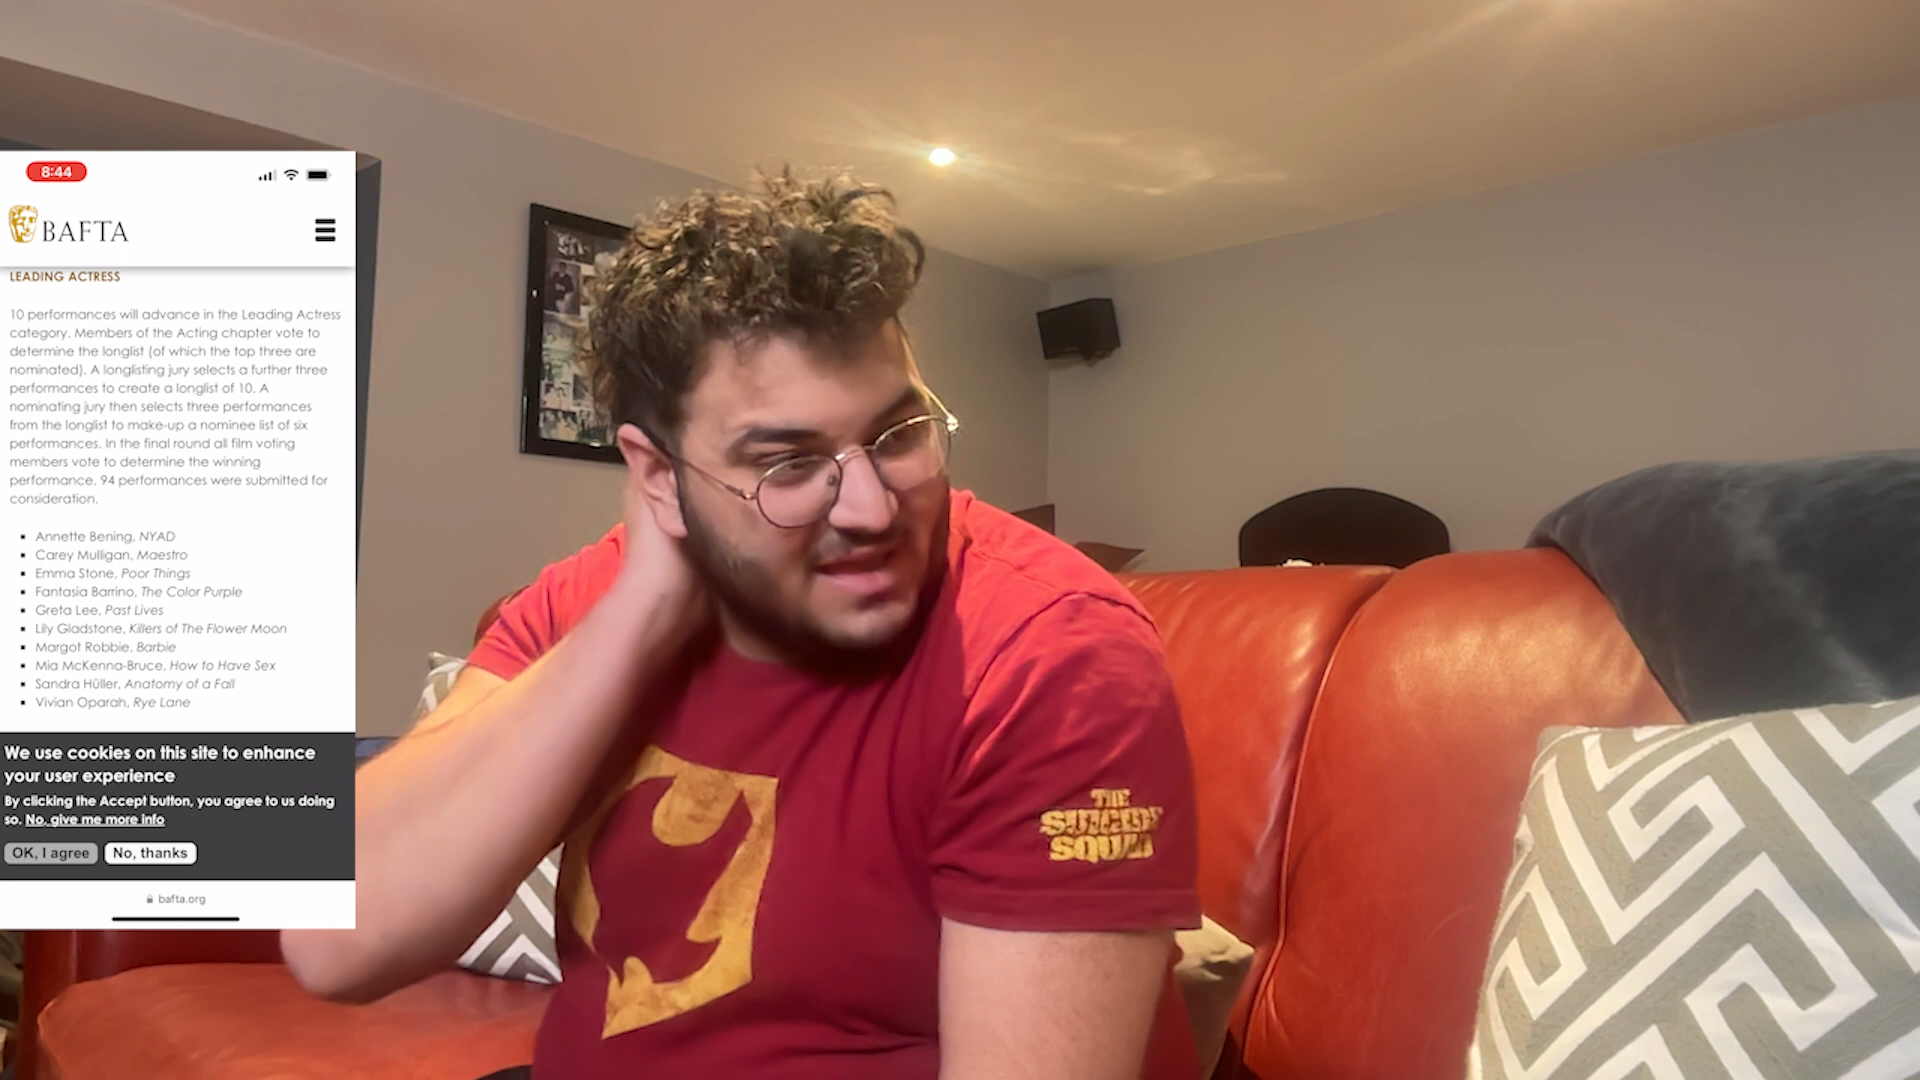 8:44
BAFTA
LEADING ACTRESS
10 performances will advance in the Leading Actress
category. Members of the Acting chapter vote to
determine the longlist (of which the top three are
nominated). A longlisting jury selects a further three
performances to create a longlist of 10. A
nominating jury then selects three performances
from the longlist to make-up a nominee list of six
performances. In the final round all film voting
members vote to determine the winning
performance. 94 performances were submitted for
consideration.
Annette Bening, NYAD
Carey Mulligan, Maestro
Emma Stone, Poor Things
Fantasia Barrino, The Color Purple
Greta Lee, Past Lives
Lily Gladstone, Killers of The Flower Moon
Margot Robbie, Barbie
Mia McKenna-Bruce, How to Have Sex
Sandra Hüller, Anatomy of a Fall
Vivian Oparah, Rye Lane
We use cookies on this site to enhance
your user experience
By clicking the Accept button, you agree to us doing
so. No, give me more info
OK, I agree No, thanks
bafta.org
THE
SUICIDE
SQUAD